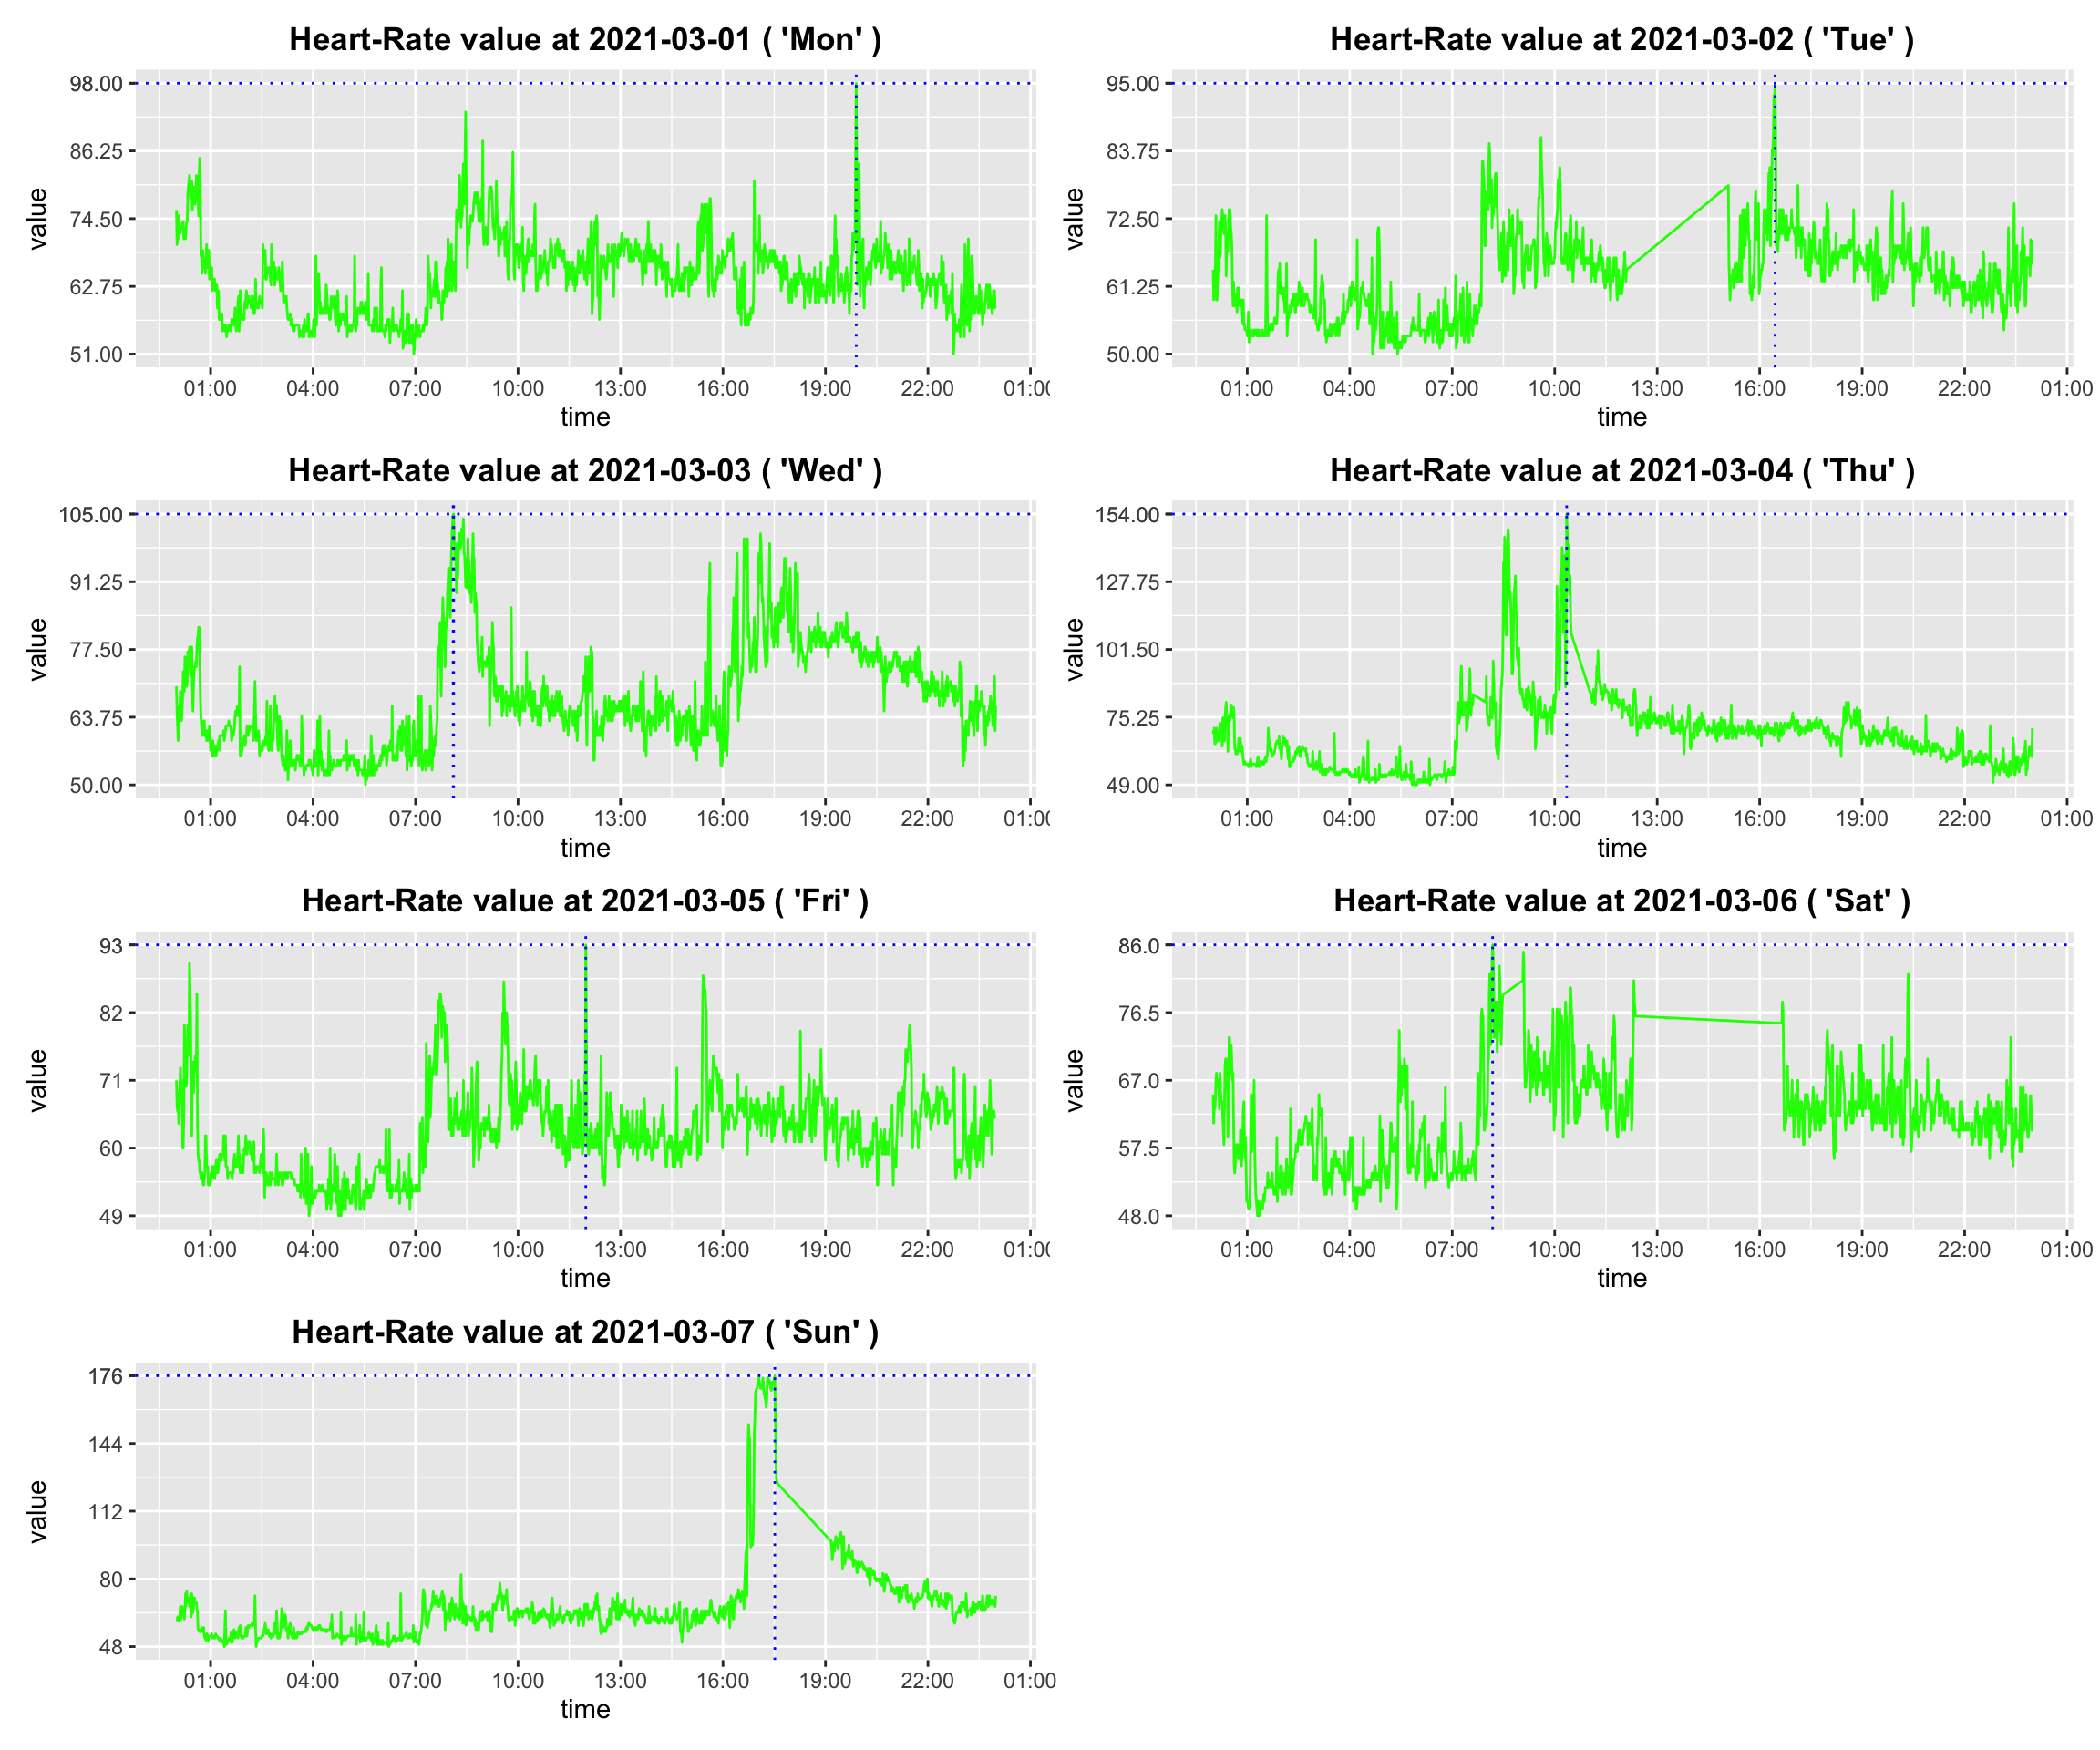 Heart-Rate value at 2021-03-01 ( 'Mon' )
98.00
86.25
74.50
62.75
51.00
value
01:00 04:00 07:00 10:00 13:00 16:00 19:00 22:00 01:00
time
Heart-Rate value at 2021-03-02 ( 'Tue' )
95.00
83.75
72.50
61.25
50.00
value
01:00 04:00 07:00 10:00 13:00 16:00 19:00 22:00 01:00
time
Heart-Rate value at 2021-03-03 ( 'Wed' )
105.00
91.25
77.50
63.75
50.00
value
01:00 04:00 07:00 10:00 13:00 16:00 19:00 22:00 01:00
time
Heart-Rate value at 2021-03-04 ( 'Thu' )
154.00
127.75
101.50
75.25
49.00
value
01:00 04:00 07:00 10:00 13:00 16:00 19:00 22:00 01:00
time
Heart-Rate value at 2021-03-05 ( 'Fri' )
93
82
71
60
49
value
01:00 04:00 07:00 10:00 13:00 16:00 19:00 22:00 01:00
time
Heart-Rate value at 2021-03-06 ( 'Sat' )
86.0
76.5
67.0
57.5
48.0
value
01:00 04:00 07:00 10:00 13:00 16:00 19:00 22:00 01:00
time
Heart-Rate value at 2021-03-07 ( 'Sun' )
176
144
112
80
48
value
01:00 04:00 07:00 10:00 13:00 16:00 19:00 22:00 01:00
time